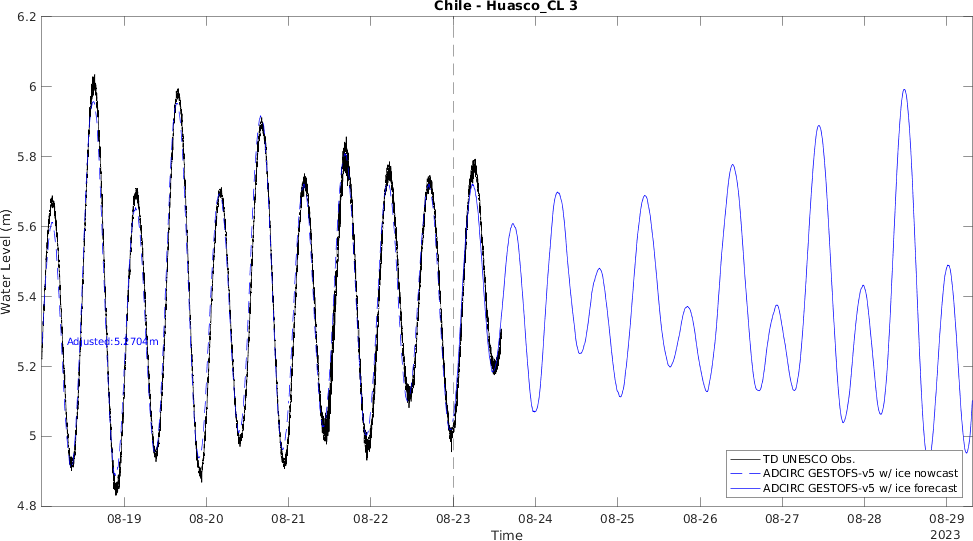 Chile - Huasco_CL 3
6.2
6
5.8
5.6
5.4
5.2
5
4.8
Water Level (m)
Adjusted:5.2704m
TD UNESCO Obs.
ADCIRC GESTOFS-v5 w/ ice nowcast
ADCIRC GESTOFS-v5 w/ ice forecast
08-19 08-20 08-21 08-22 08-23 08-24 08-25 08-26 08-27 08-28 08-29
2023
Time